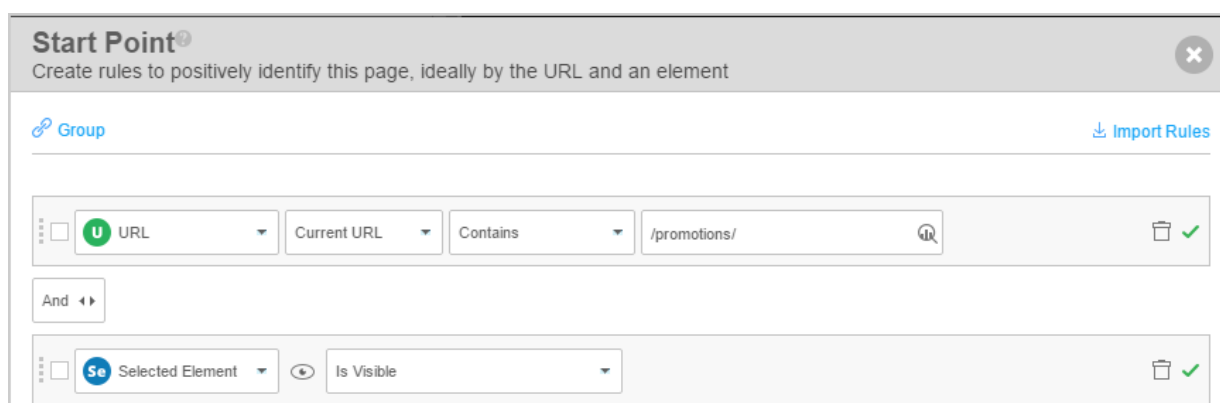 Start Point?
Create rules to positively identify this page, ideally by the URL and an element
Group
Import Rules
U URL Current URL Contains /promotions/
And
Se Selected Element Is Visible